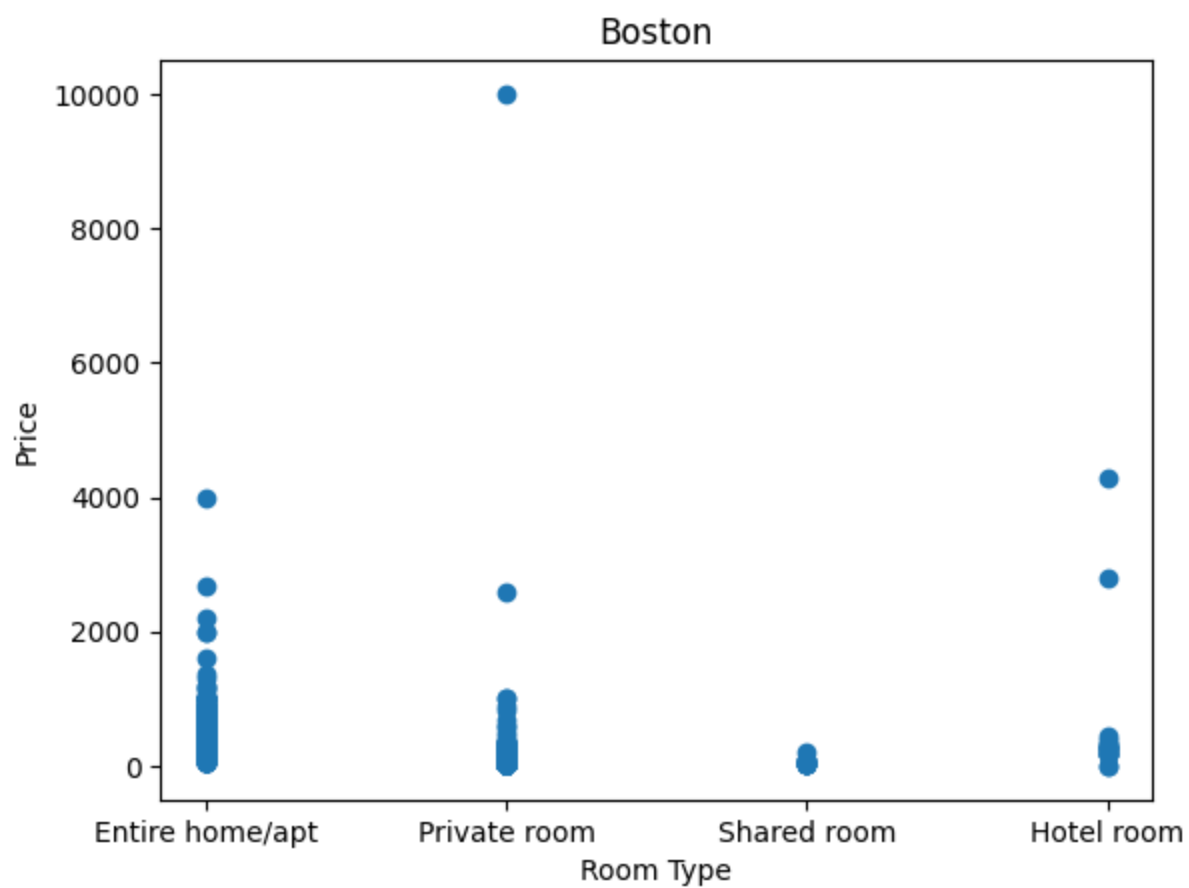 Boston
10000
8000
6000
4000
2000
0
Price
Entire home/apt
Private room
Shared room
Hotel room
Room Type